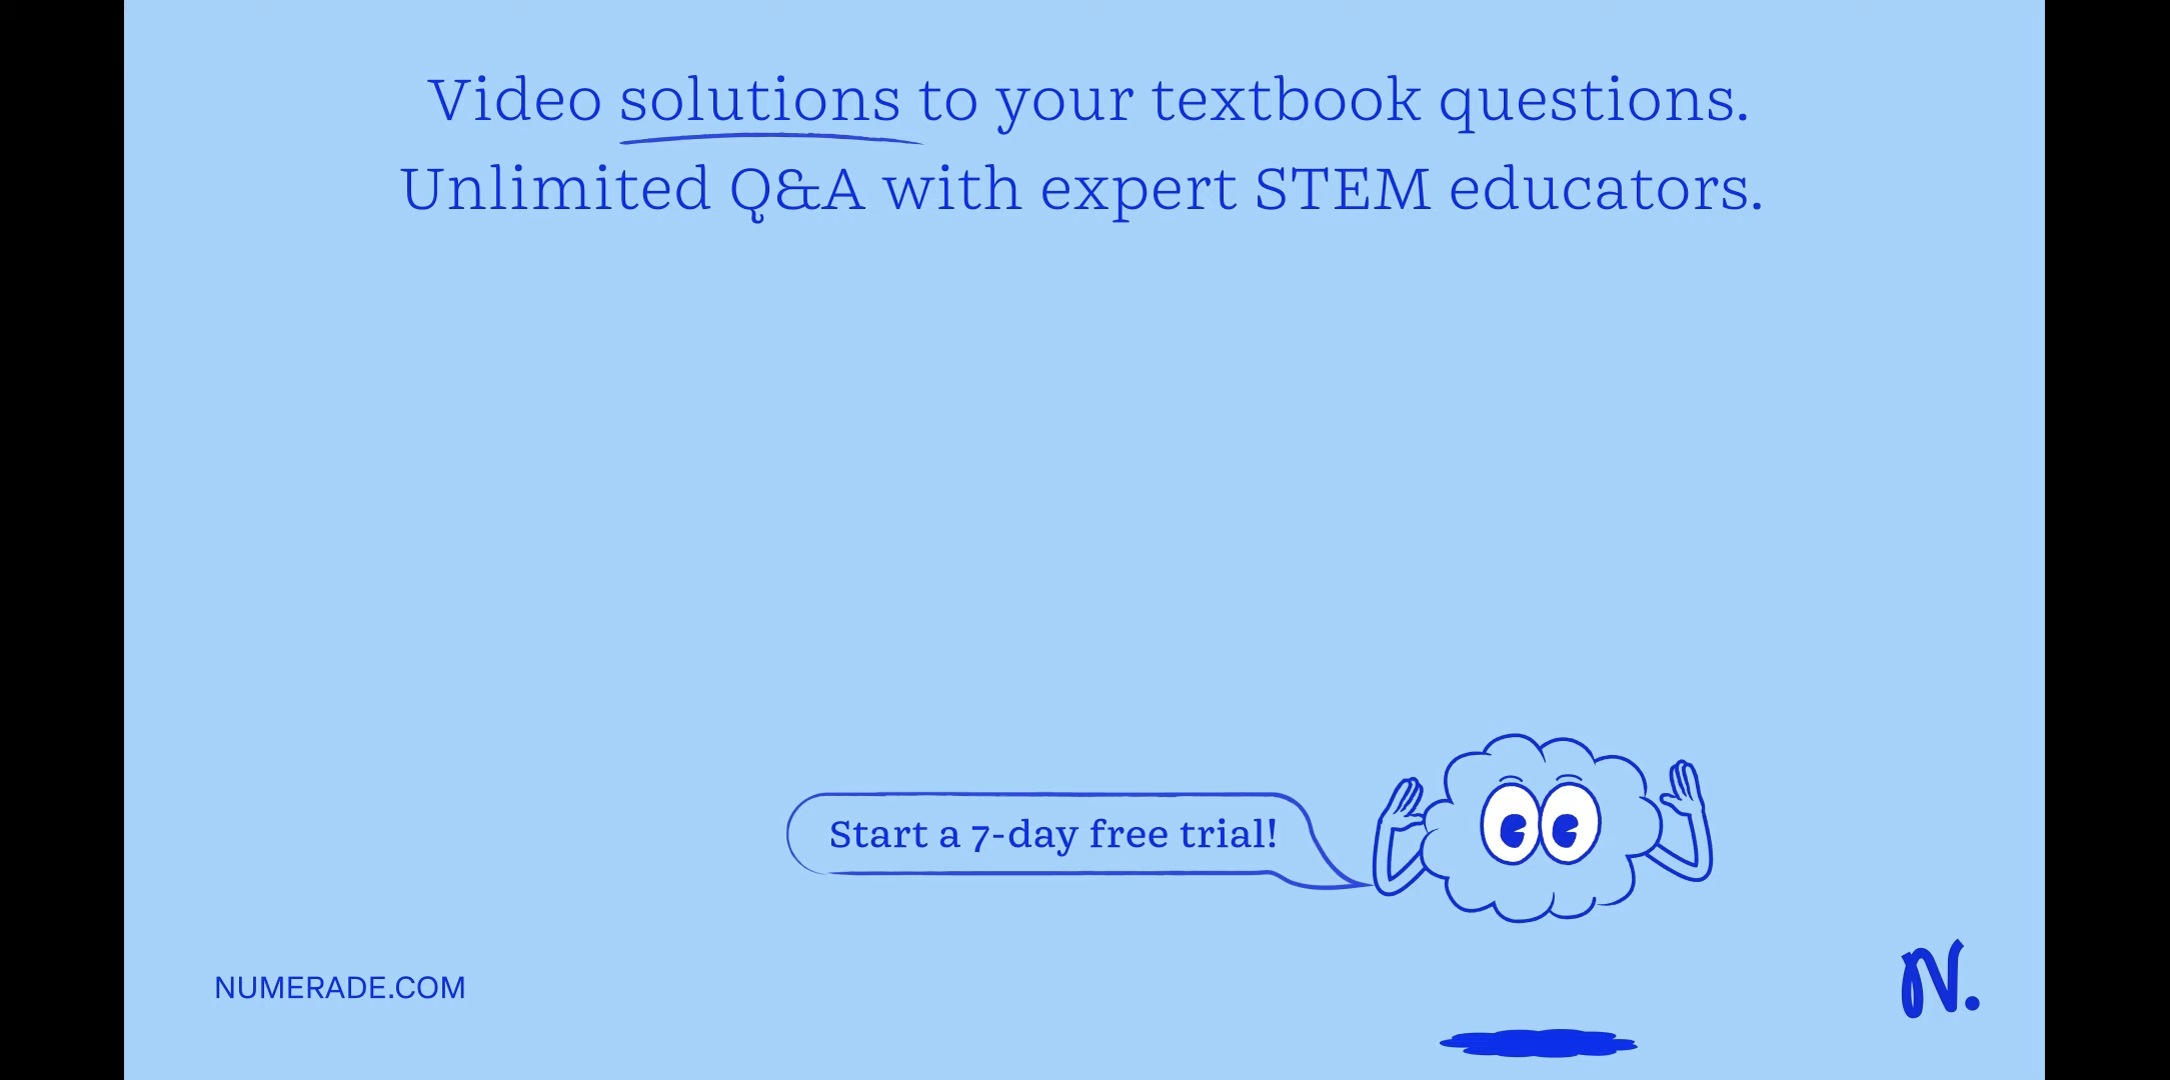 Video solutions to your textbook questions.
Unlimited Q&A with expert STEM educators.
Start a 7-day free trial!
NUMERADE.COM
N.